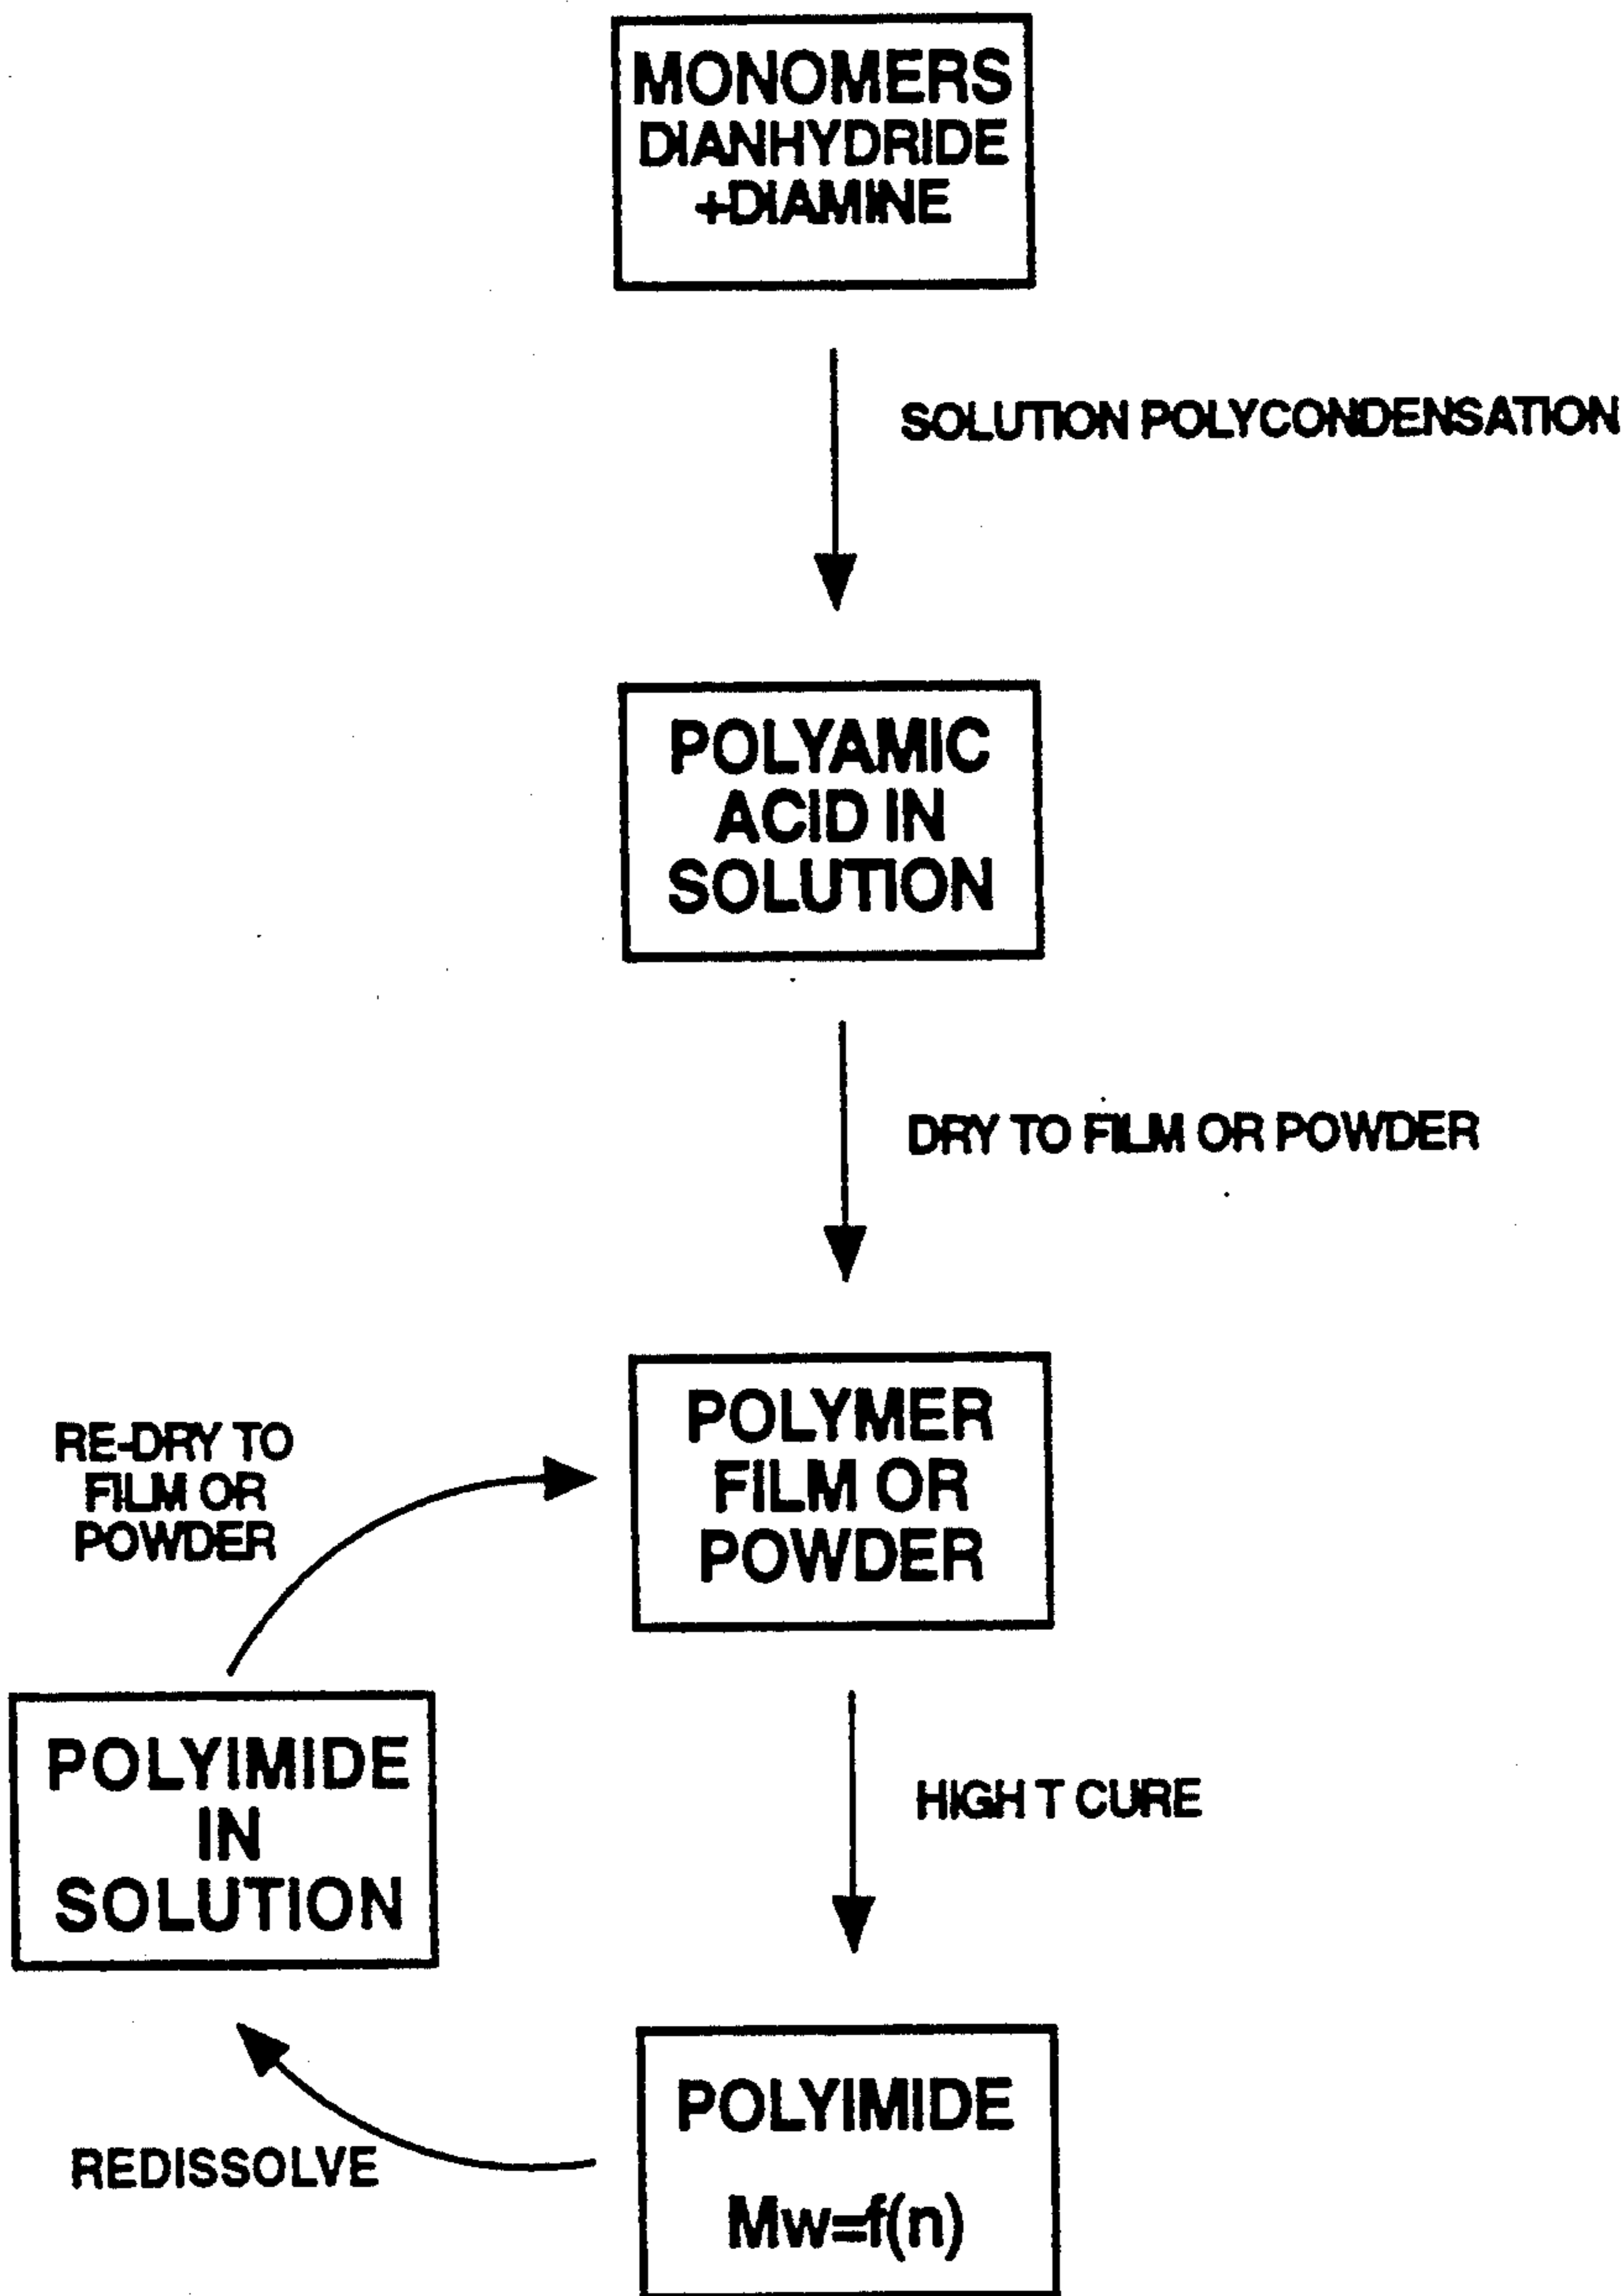 MONOMERS
DIANHYDRIDE
+DIAMINE
SOLUTION POLYCONDENSATION
POLYAMIC
ACID IN
SOLUTION
DRY TO FILM OR POWDER
POLYMER
FILM OR
POWDER
RE-DRY TO
FILM OR
POWDER
POLYIMIDE
IN
SOLUTION
HIGH T CURE
REDISSOLVE
POLYIMIDE
Mw=f(n)